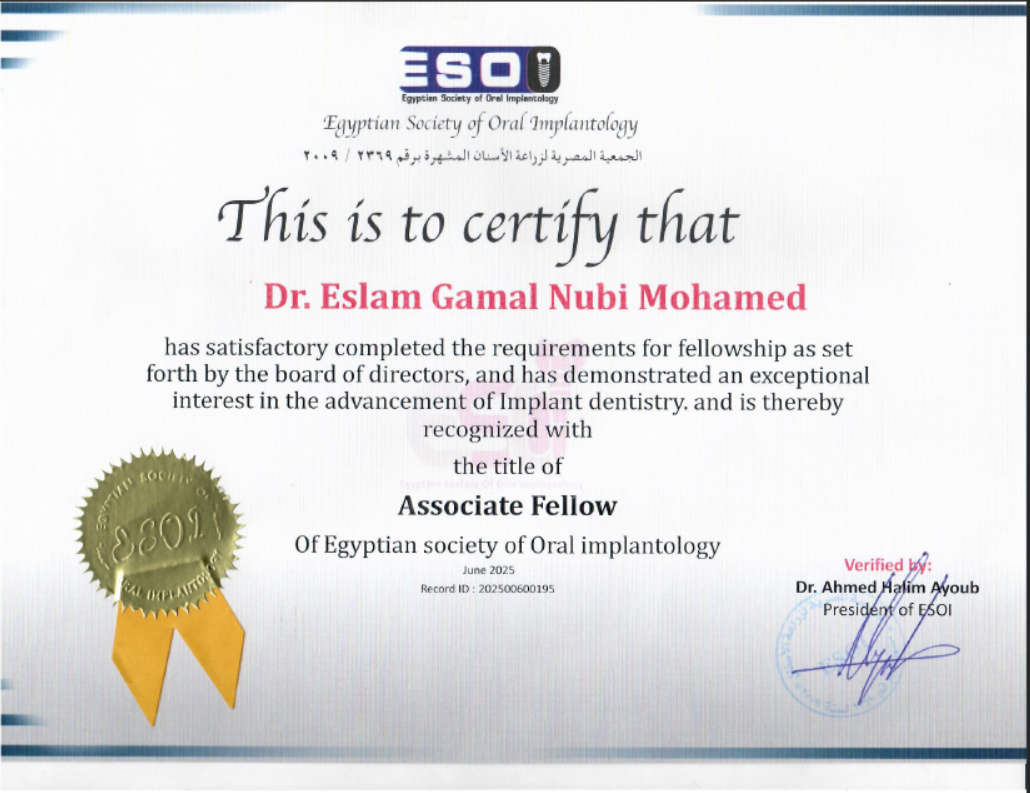 ESOI
Egyptian Society of Oral Implantology
Egyptian Society of Oral Implantology
الجمعية المصرية لزراعة الأسنان المشهرة برقم ٢٣٦٩ / ٢٠٠٩
This is to certify that
Dr. Eslam Gamal Nubi Mohamed
has satisfactory completed the requirements for fellowship as set
forth by the board of directors, and has demonstrated an exceptional
interest in the advancement of Implant dentistry. and is thereby
recognized with
the title of
Associate Fellow
Of Egyptian society of Oral implantology
June 2025
Record ID : 202500600195
EGYPTIAN SOCIETY OF
ESOI
ORAL IMPLANTOLOGY
Verified by:
Dr. Ahmed Halim Ayoub
President of ESOI